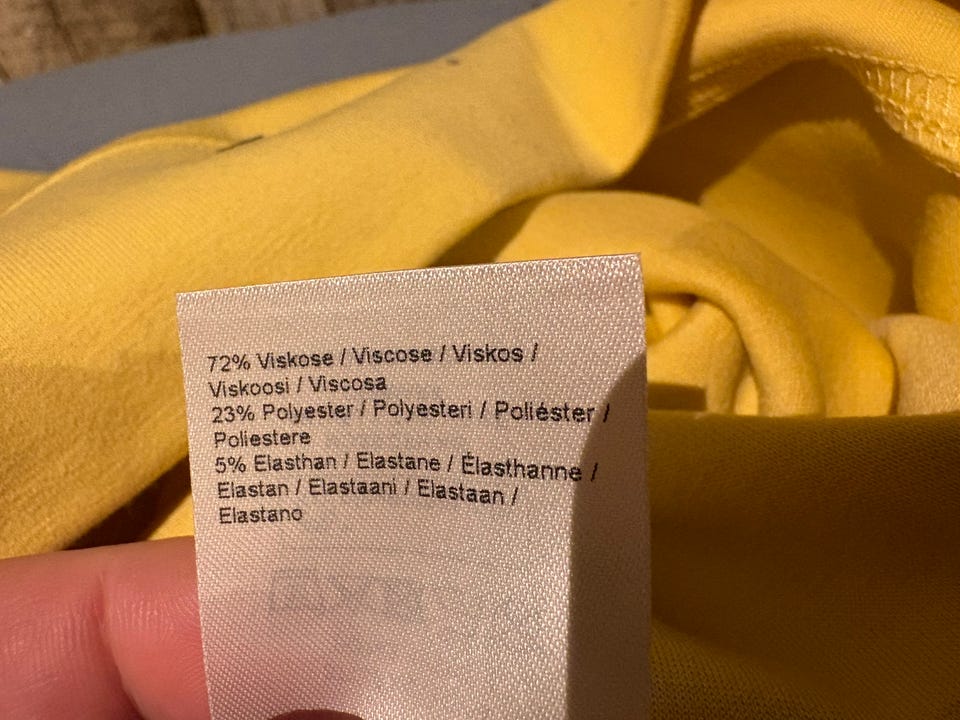 72% Viskose / Viscose / Viskos /
Viskoosi / Viscosa
23% Polyester / Polyesteri / Poliéster /
Poliestere
5% Elasthan / Elastane / Élasthanne /
Elastan / Elastaani / Elastaan /
Elastano